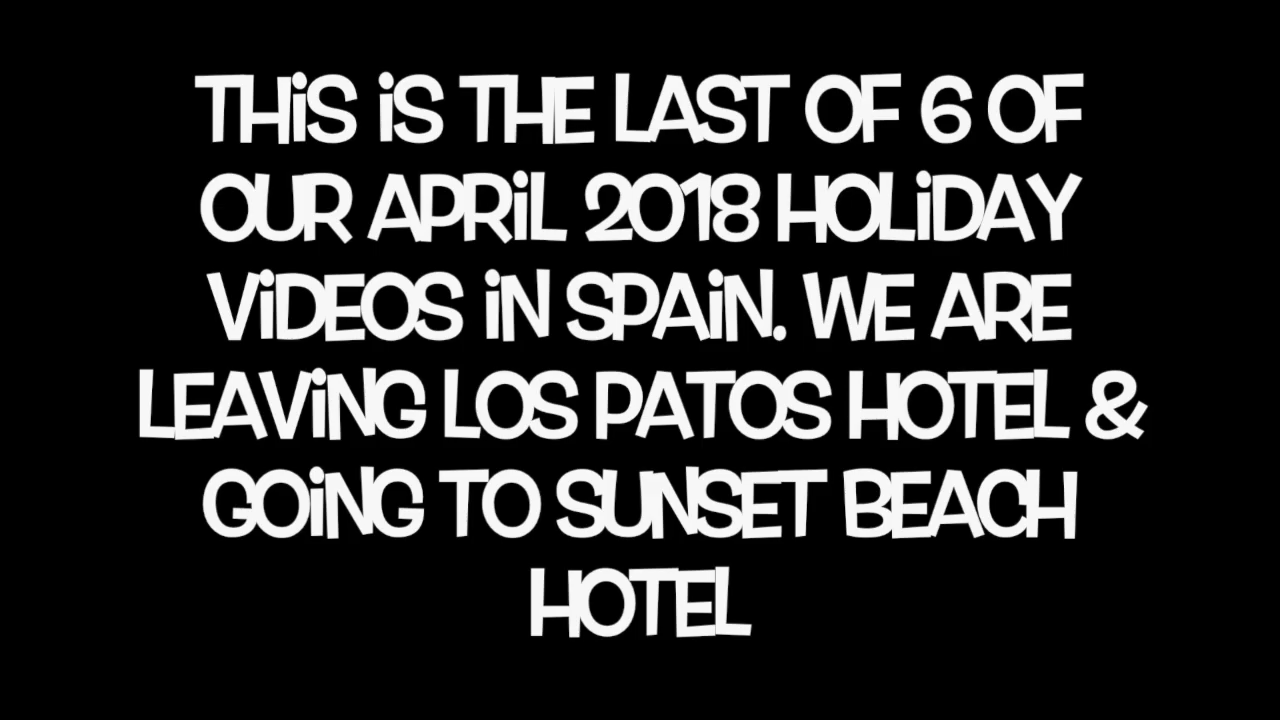 THiS iS THE LAST OF 6 OF
OUR APRiL 2018 HOLiDAY
ViDEOS iN SPAiN. WE ARE
LEAViNG LOS PATOS HOTEL &
GOiNG TO SUNSET BEACH
HOTEL